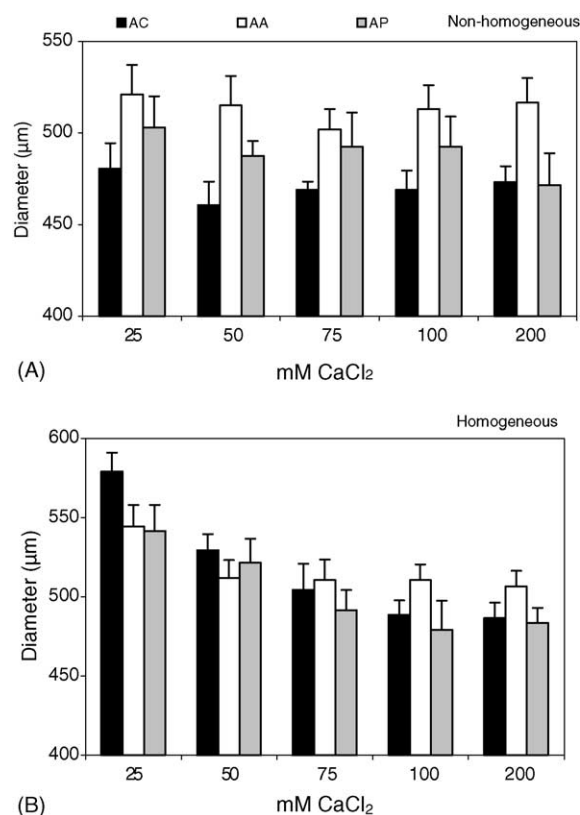 AC AA AP Non-homogeneous
550
500
450
400
Diameter (µm)
25 50 75 100 200
(A) mM CaCl₂
Homogeneous
600
550
500
450
400
Diameter (µm)
25 50 75 100 200
(B) mM CaCl₂